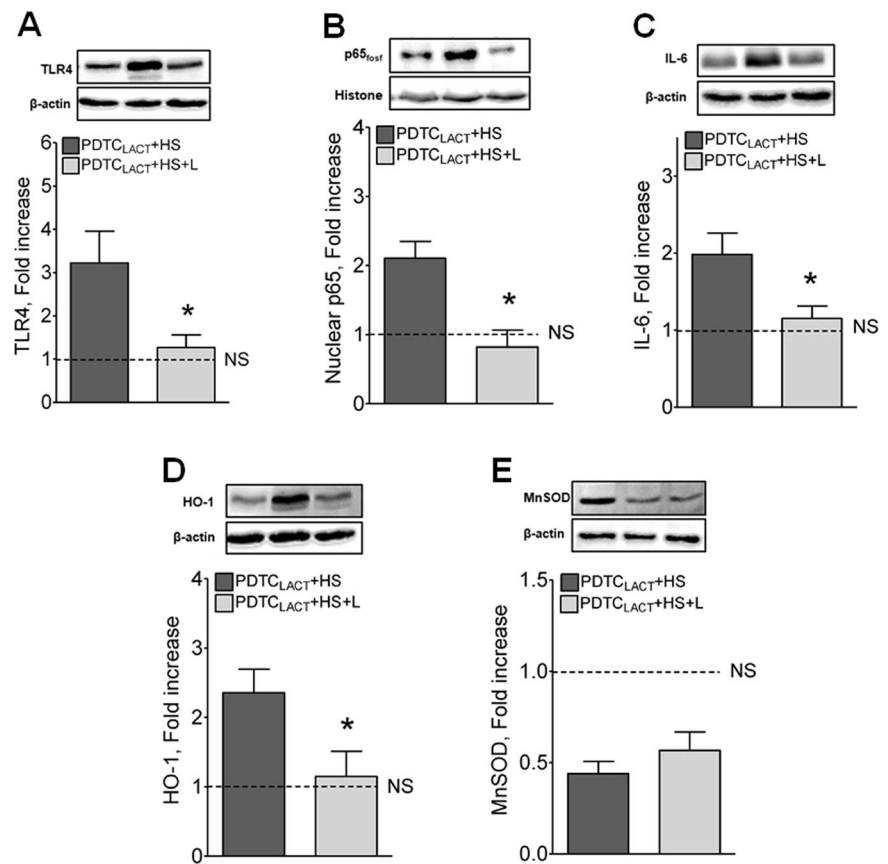 A
TLR4
β-actin
PDTCLACT+HS
PDTCLACT+HS+L
TLR4, Fold increase
6
5
4
3
2
1
0
*
NS
B
p65fosf
Histone
PDTCLACT+HS
PDTCLACT+HS+L
Nuclear p65, Fold increase
4
3
2
1
0
*
NS
C
IL-6
β-actin
PDTCLACT+HS
PDTCLACT+HS+L
IL-6, Fold increase
3
2
1
0
*
NS
D
HO-1
β-actin
PDTCLACT+HS
PDTCLACT+HS+L
HO-1, Fold increase
4
3
2
1
0
*
NS
E
MnSOD
β-actin
PDTCLACT+HS
PDTCLACT+HS+L
MnSOD, Fold increase
1.5
1.0
0.5
0.0
NS